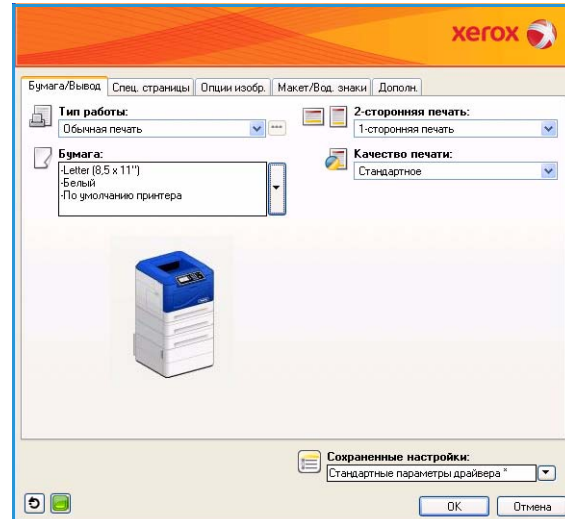 xerox
Бумага/Вывод Спец. страницы Опции изобр. Макет/Вод. знаки Дополн.
Тип работы:
Обычная печать
2-сторонняя печать:
1-сторонняя печать
Бумага:
-Letter (8,5 x 11")
-Белый
-По умолчанию принтера
Качество печати:
Стандартное
Сохраненные настройки:
Стандартные параметры драйвера *
OK Отмена